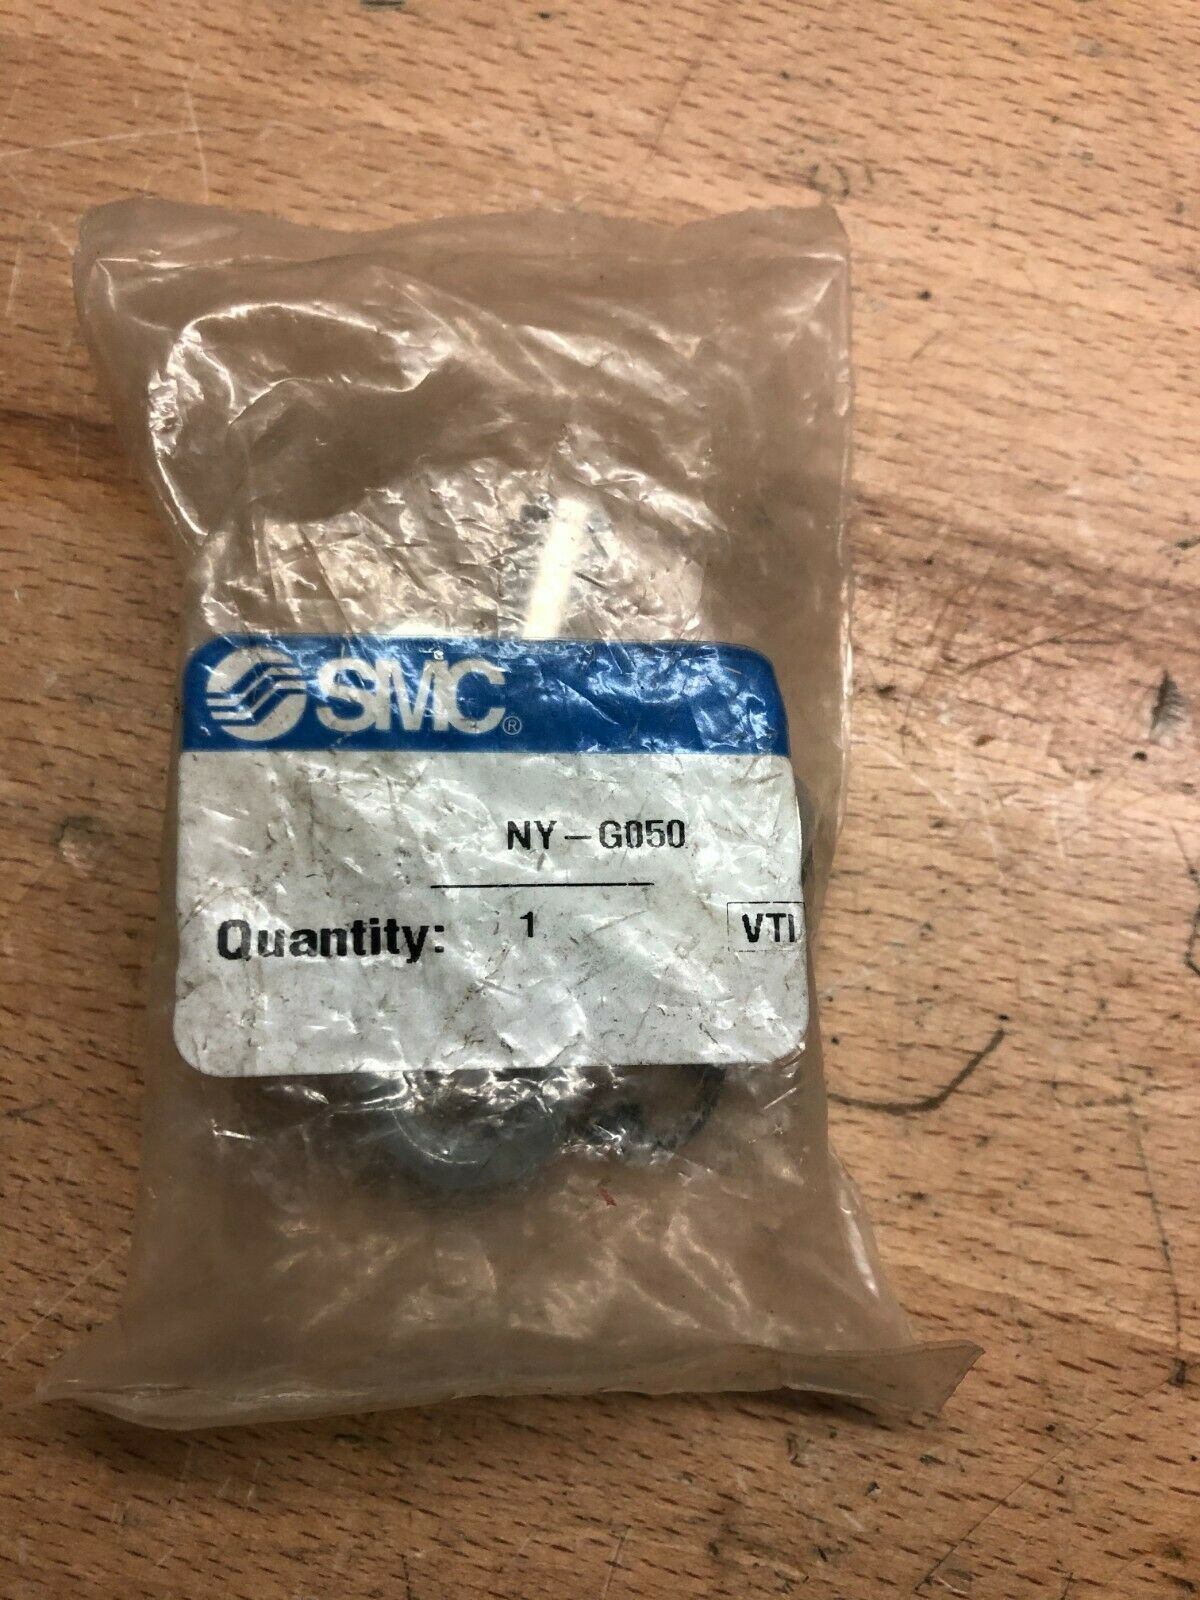 SMC®
NY-G050
Quantity: 1 VTI